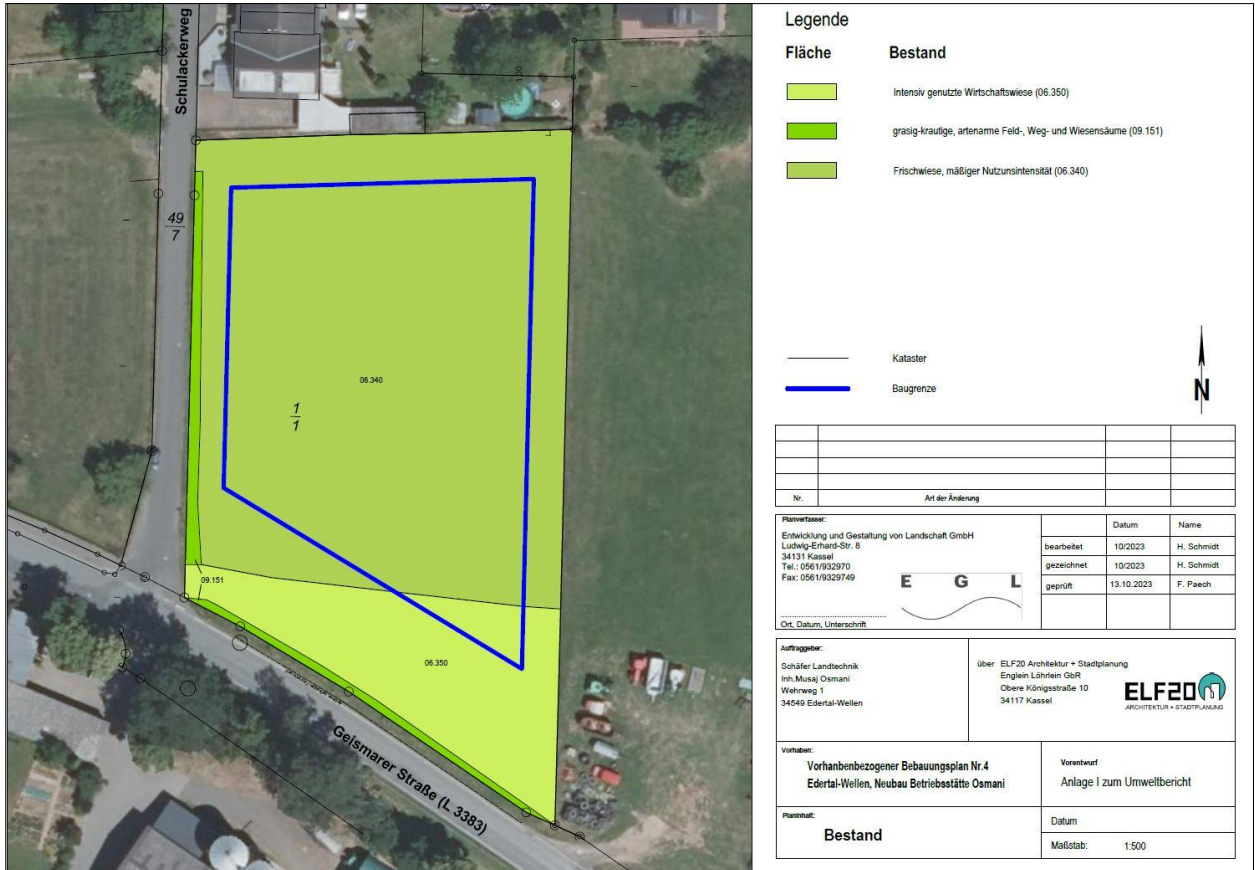 Schulackerweg
49
7
1
1
06.340
09.151
06.350
Geismarer Straße (L 3383)
Legende
Fläche Bestand
Intensiv genutzte Wirtschaftswiese (06.350)
grasig-krautige, artenarme Feld-, Weg- und Wiesensäume (09.151)
Frischwiese, mäßiger Nutzunsintensität (06.340)
Kataster
Baugrenze
N
Nr. Art der Änderung
Planverfasser:
Entwicklung und Gestaltung von Landschaft GmbH
Ludwig-Erhard-Str. 8
34131 Kassel
Tel.: 0561/932970
Fax: 0561/9329749
E G L
Ort, Datum, Unterschrift
Datum Name
bearbeitet 10/2023 H. Schmidt
gezeichnet 10/2023 H. Schmidt
geprüft 13.10.2023 F. Paech
Auftraggeber:
Schäfer Landtechnik
Inh.Musaj Osmani
Wehrweg 1
34549 Edertal-Wellen
über ELF20 Architektur + Stadtplanung
Englein Löhrlein GbR
Obere Königsstraße 10
34117 Kassel
ELF20
ARCHITEKTUR + STADTPLANUNG
Vorhaben:
Vorhanbenbezogener Bebauungsplan Nr.4
Edertal-Wellen, Neubau Betriebsstätte Osmani
Vorentwurf
Anlage I zum Umweltbericht
Planinhalt:
Bestand
Datum
Maßstab: 1:500